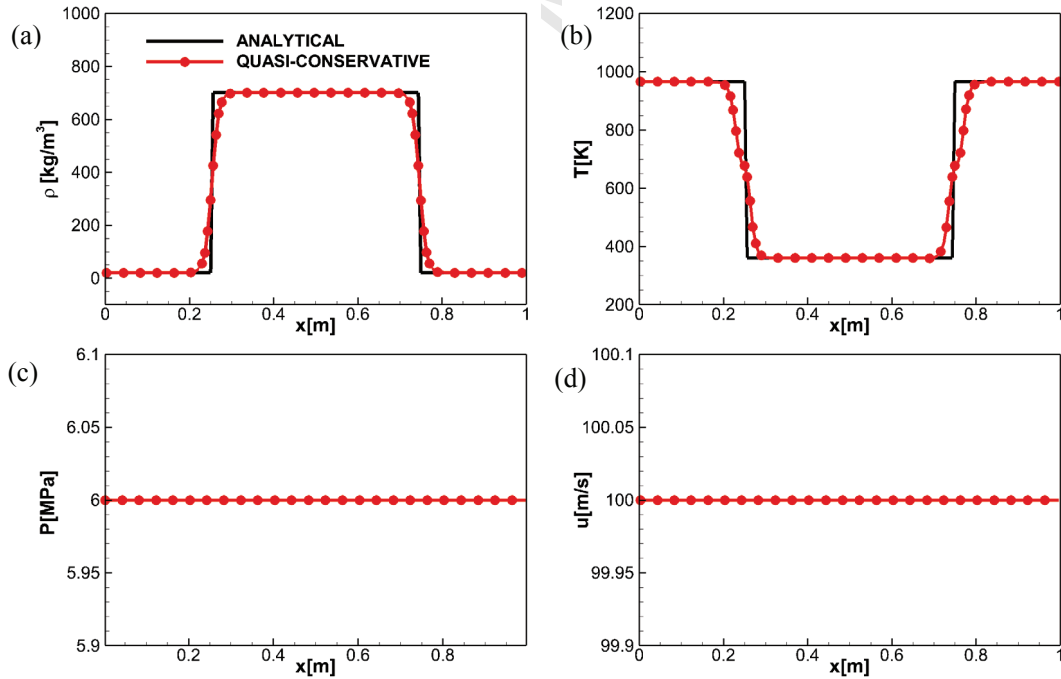 (a)
1000
800
600
400
200
0
ρ [kg/m³]
ANALYTICAL
QUASI-CONSERVATIVE
0 0.2 0.4 0.6 0.8 1
x[m]
(b)
1200
1000
800
600
400
200
T[K]
0 0.2 0.4 0.6 0.8 1
x[m]
(c)
6.1
6.05
6
5.95
5.9
P[MPa]
0.2 0.4 0.6 0.8 1
x[m]
(d)
100.1
100.05
100
99.95
99.9
u[m/s]
0.2 0.4 0.6 0.8 1
x[m]